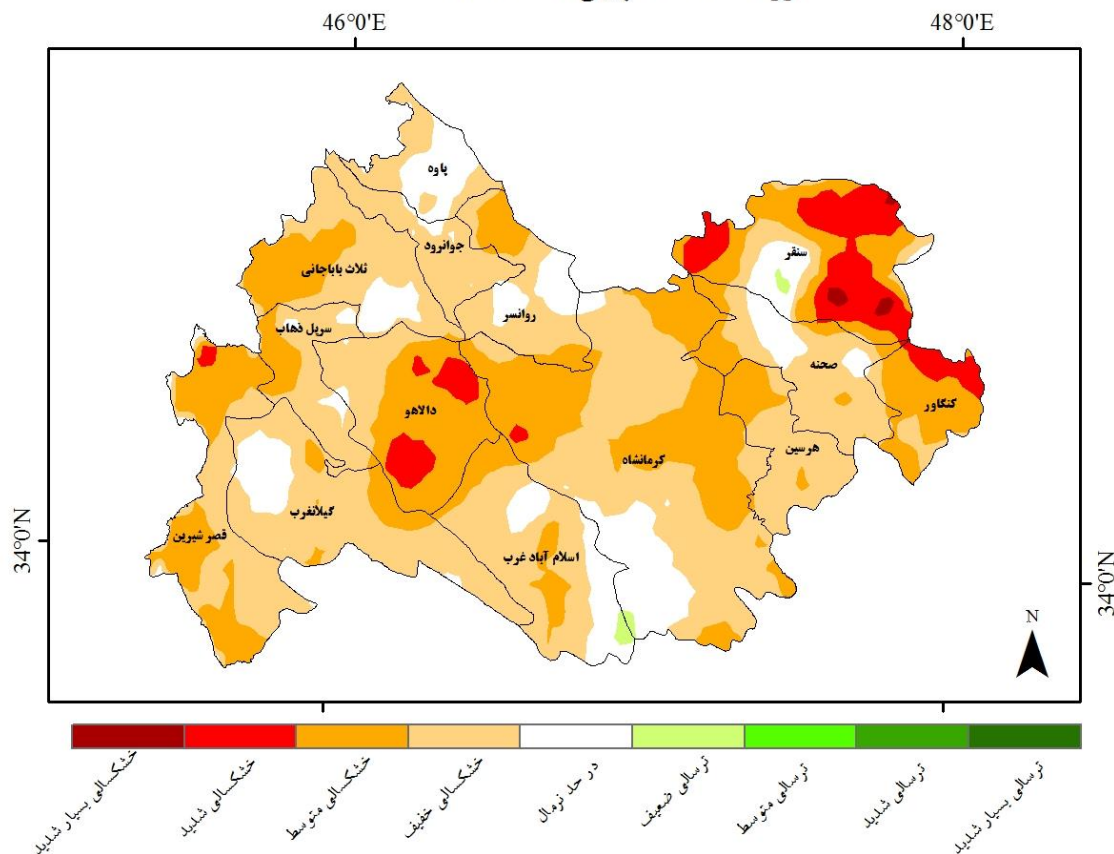 46°0'E
48°0'E
پاوه
جوانرود
سنقر
ثلاث باباجانی
روانسر
سرپل ذهاب
صحنه
کنگاور
دالاهو
هرسین
کرمانشاه
گیلانغرب
قصر شیرین
اسلام آباد غرب
34°0'N
34°0'N
N
خشکسالی بسیار شدید
خشکسالی شدید
خشکسالی متوسط
خشکسالی خفیف
در حد نرمال
ترسالی ضعیف
ترسالی متوسط
ترسالی شدید
ترسالی بسیار شدید